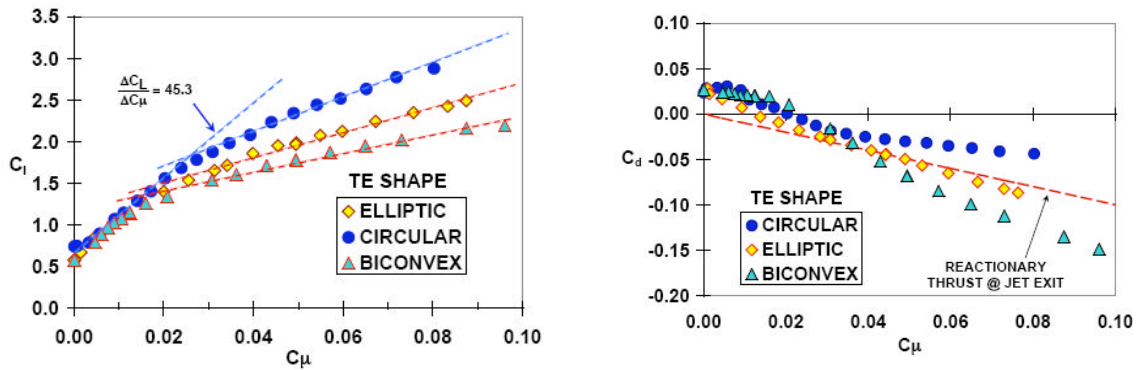 3.5
3.0
2.5
2.0
1.5
1.0
0.5
0.0
Cl
ΔCL
ΔCμ
= 45.3
TE SHAPE
ELLIPTIC
CIRCULAR
BICONVEX
0.00 0.02 0.04 0.06 0.08 0.10
Cμ
0.10
0.05
0.00
-0.05
-0.10
-0.15
-0.20
Cd
TE SHAPE
CIRCULAR
ELLIPTIC
BICONVEX
REACTIONARY
THRUST @ JET EXIT
0.00 0.02 0.04 0.06 0.08 0.10
Cμ